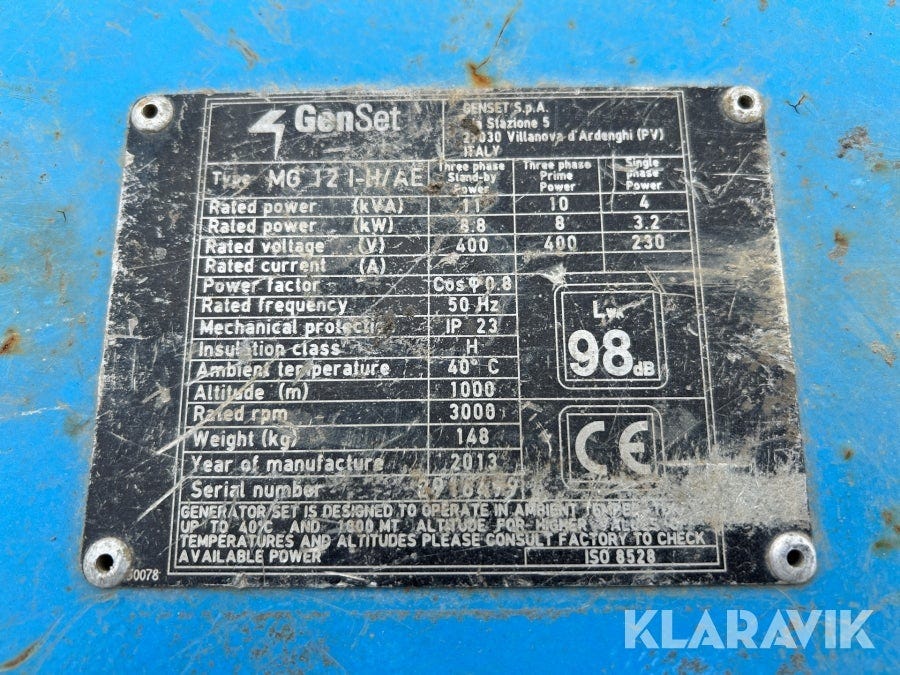 GenSet
GENSET S.p.A.
Stazione 5
Villanova d'Ardenghi (PV)
ITALY
Type MG 12 I-H/AE
Three phase Stand-by Power
Three phase Prime Power
Single phase Power
Rated power (kVA) 11 10 4
Rated power (kW) 8.8 8 3.2
Rated voltage (V) 400 400 230
Rated current (A)
Power factor Cos φ 0.8
Rated frequency 50 Hz
Mechanical protection IP 23
Insulation class H
Ambient temperature 40° C
Altitude (m) 1000
Rated rpm 3000
Weight (kg) 148
Year of manufacture 2013
Serial number
LWA
98 dB
CE
GENERATOR/SET IS DESIGNED TO OPERATE IN AMBIENT
UP TO 40°C AND 1000 MT ALTITUDE FOR HIGHER VALUES OF
TEMPERATURES AND ALTITUDES PLEASE CONSULT FACTORY TO CHECK
AVAILABLE POWER
ISO 8528
KLARAVIK